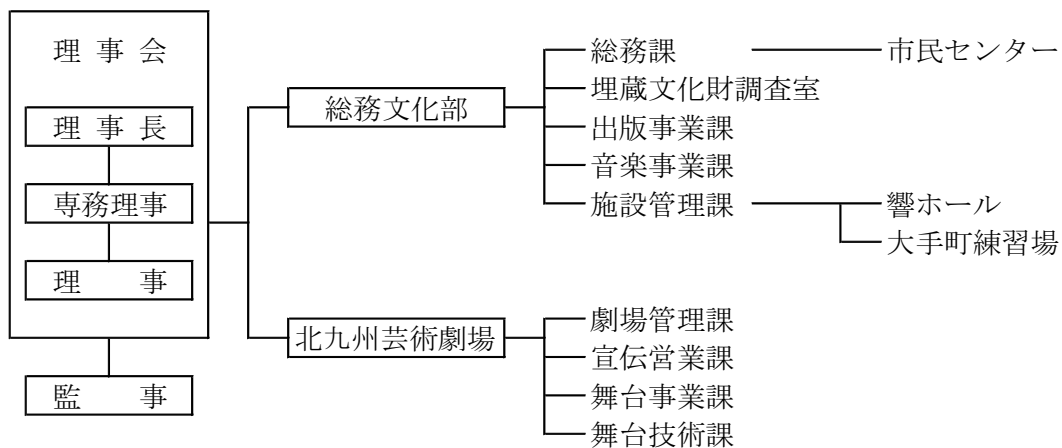 理事会
理事長
専務理事
理事
監事
総務文化部
総務課
市民センター
埋蔵文化財調査室
出版事業課
音楽事業課
施設管理課
響ホール
大手町練習場
北九州芸術劇場
劇場管理課
宣伝営業課
舞台事業課
舞台技術課